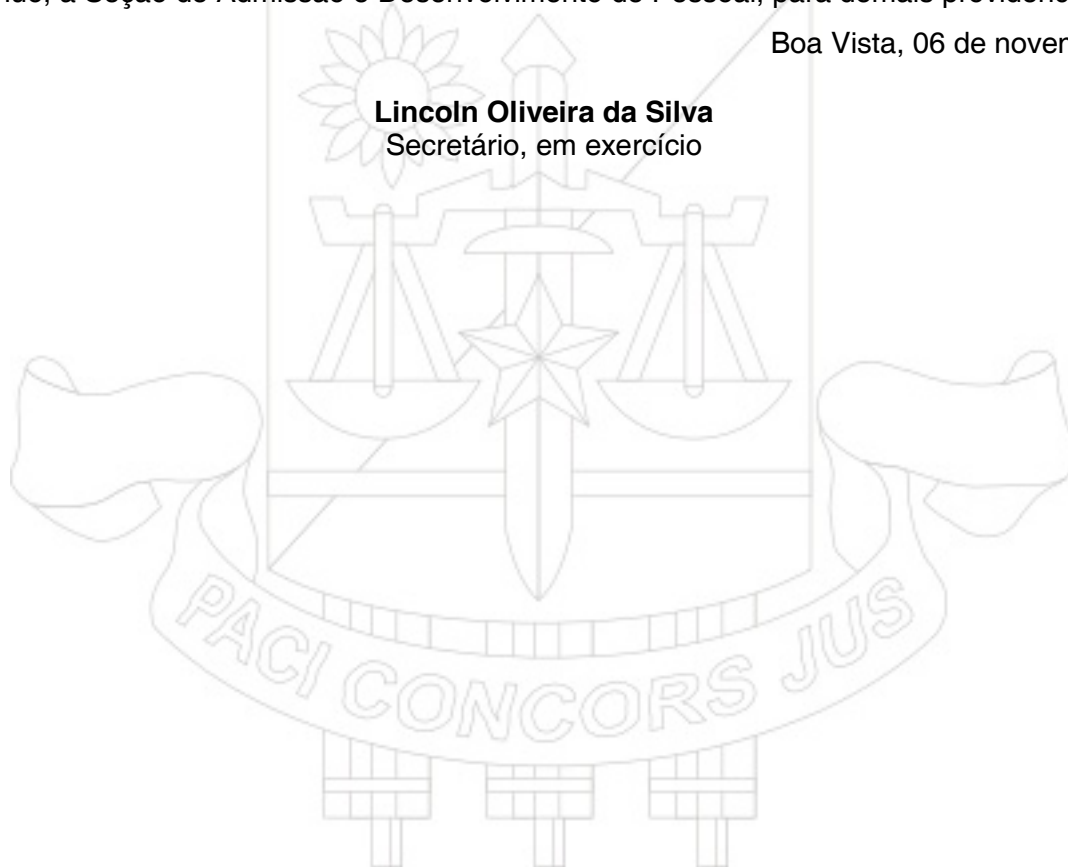 a Seção de Admissão e Desenvolvimento de Pessoal, para demais
Boa Vista, 06 de
Lincoln Oliveira da Silva
Secretário, em exercício
PACI CONCORS JUS